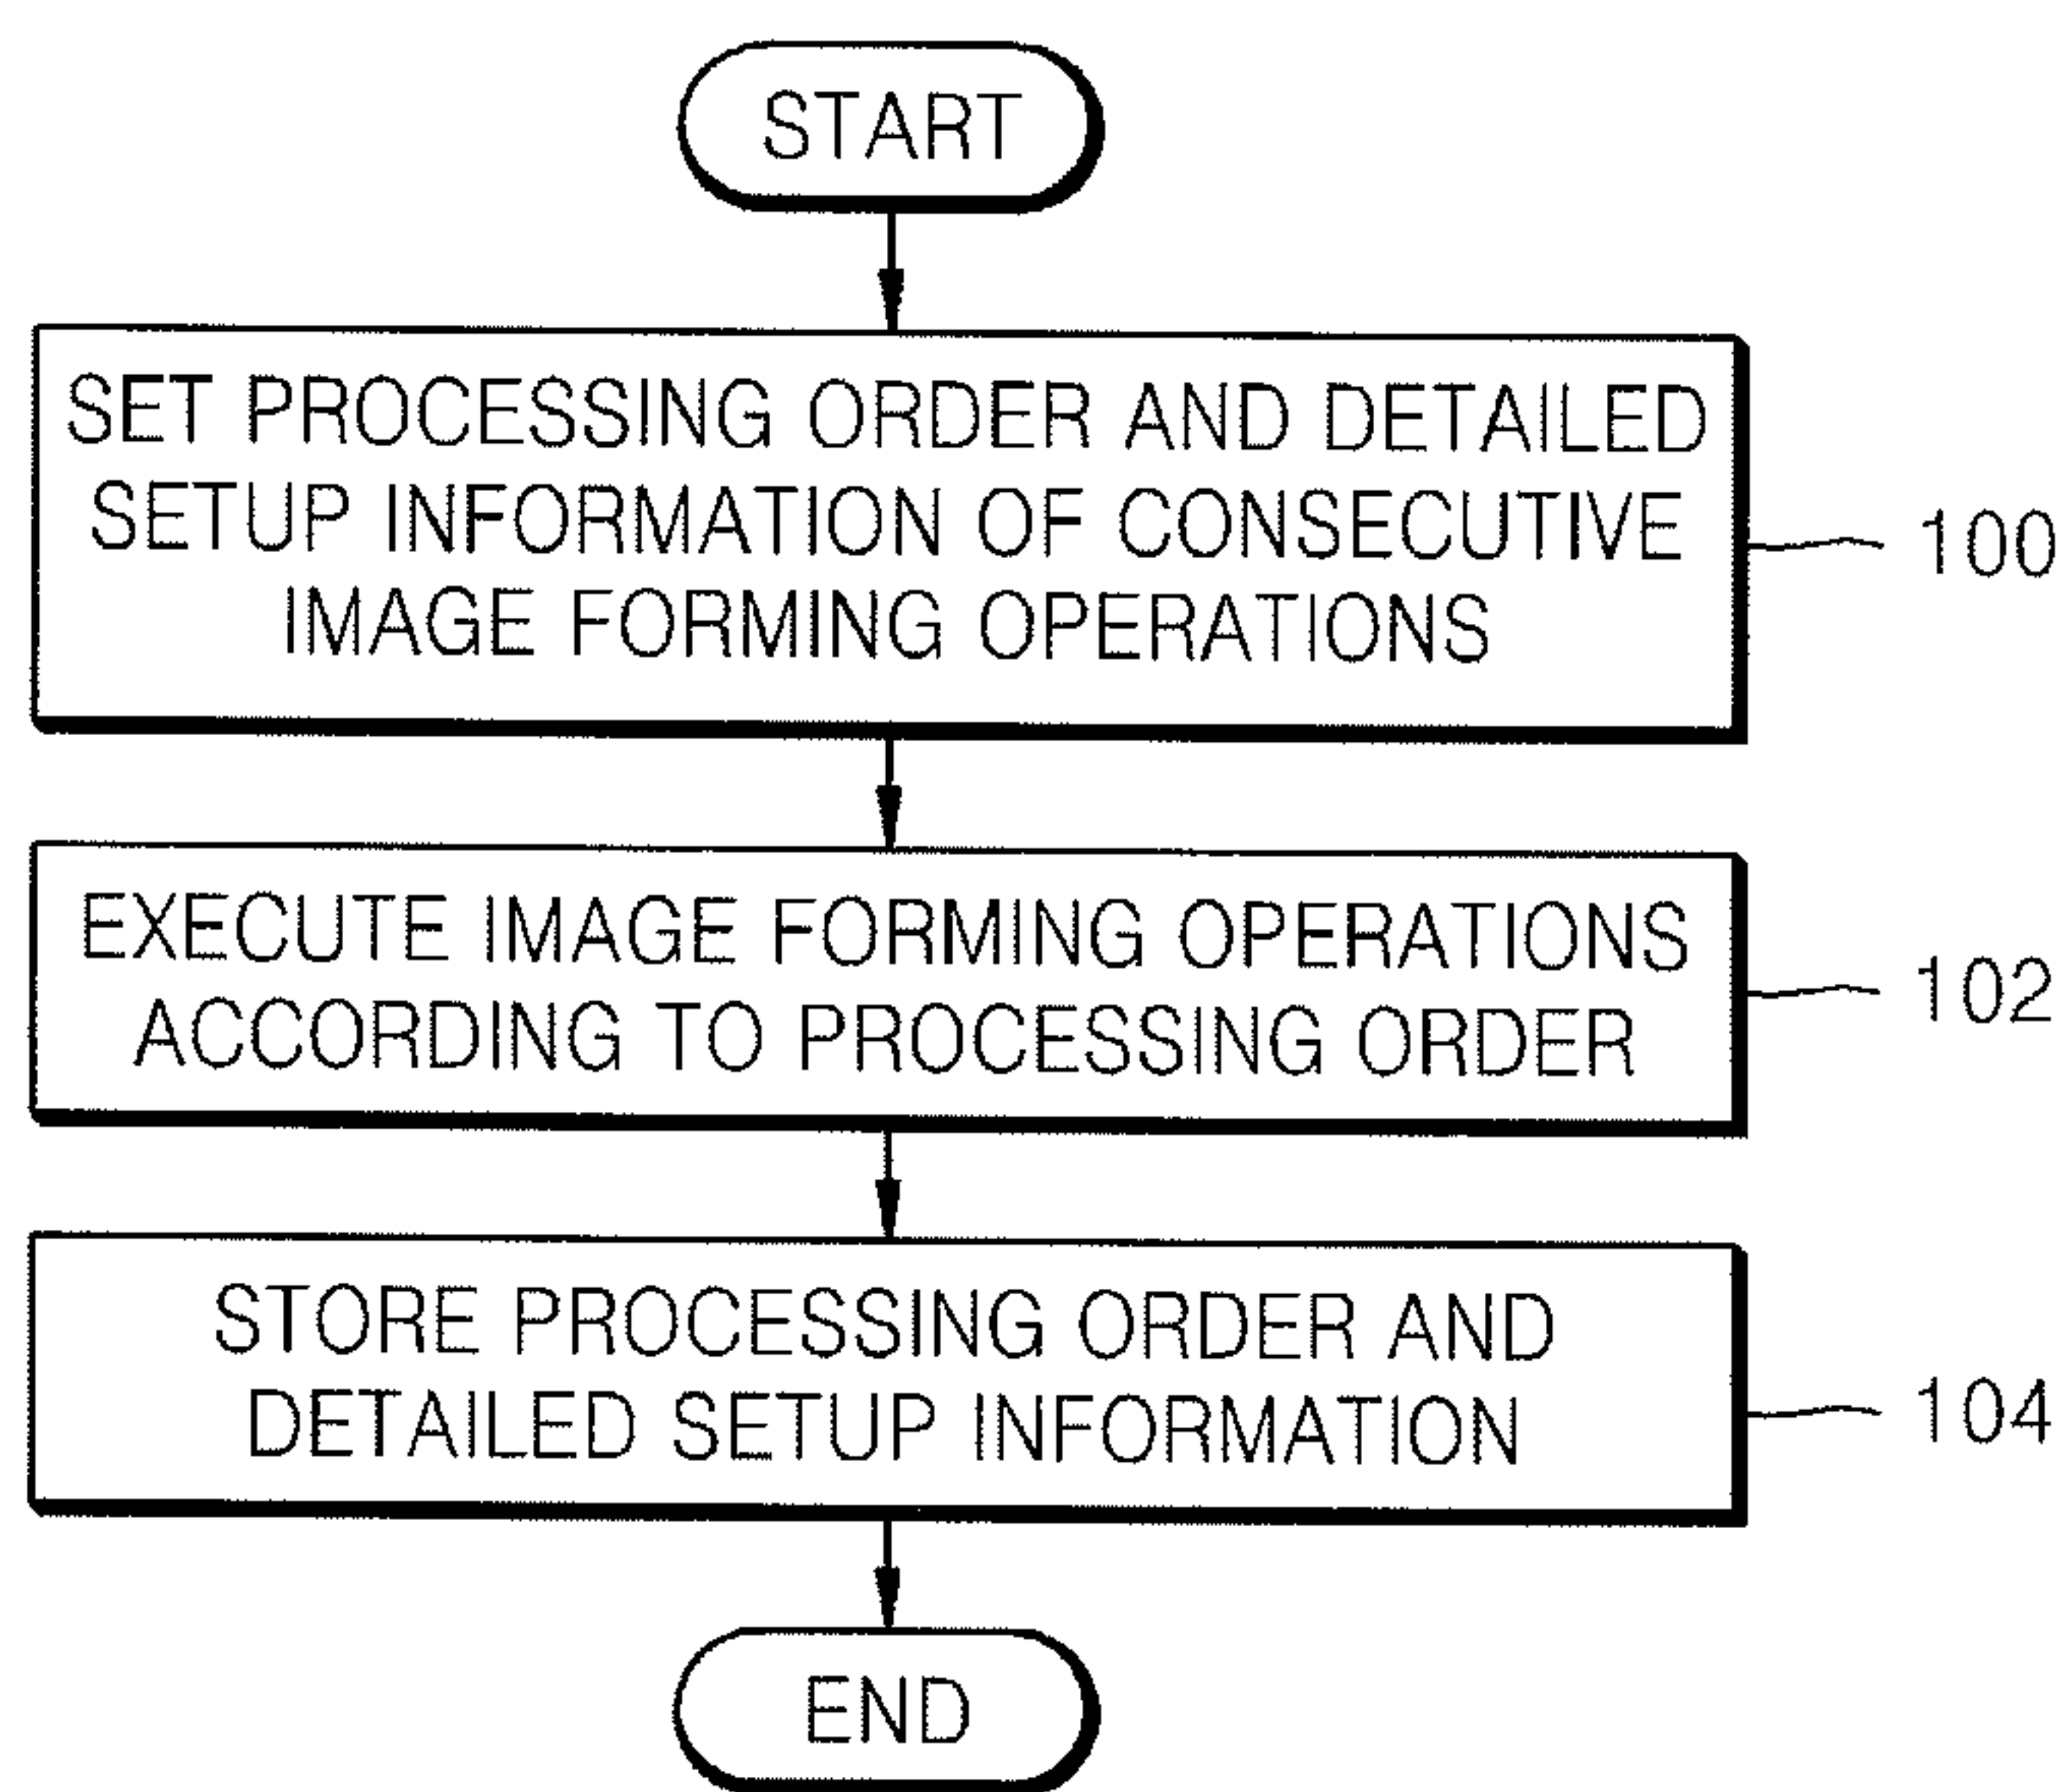 START
SET PROCESSING ORDER AND DETAILED
SETUP INFORMATION OF CONSECUTIVE
IMAGE FORMING OPERATIONS
100
EXECUTE IMAGE FORMING OPERATIONS
ACCORDING TO PROCESSING ORDER
102
STORE PROCESSING ORDER AND
DETAILED SETUP INFORMATION
104
END